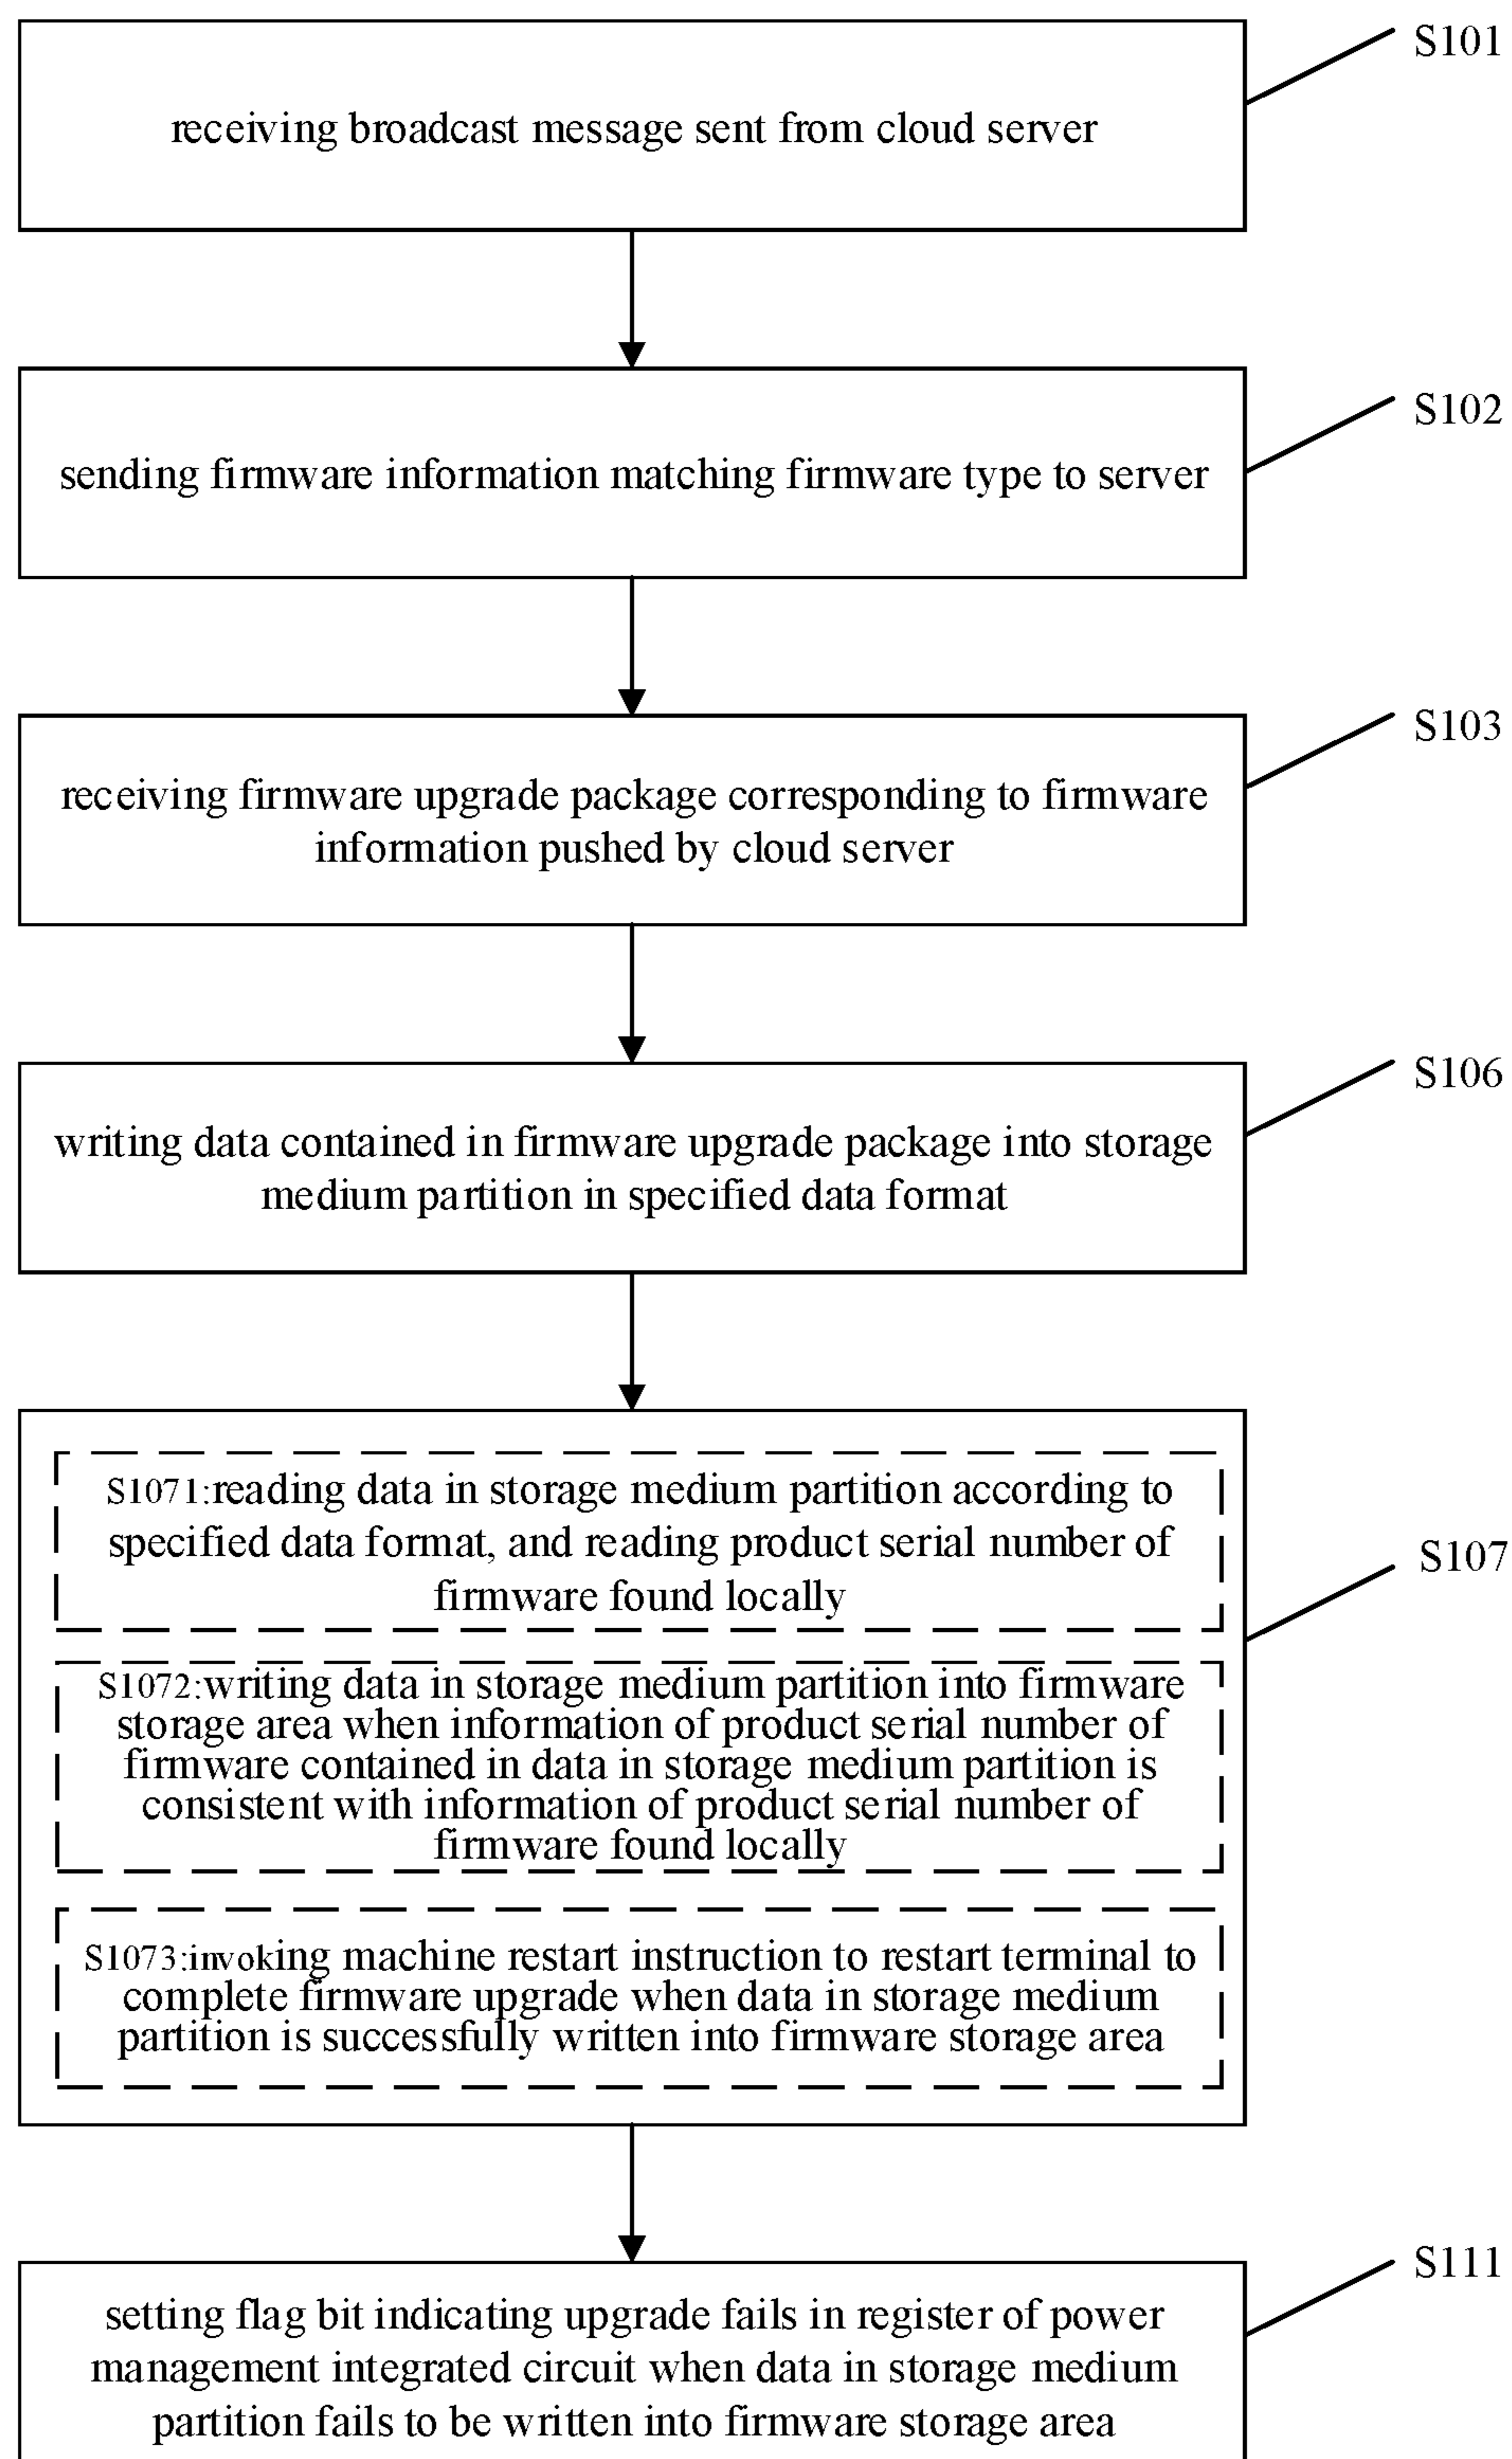 S101
receiving broadcast message sent from cloud server
S102
sending firmware information matching firmware type to server
S103
receiving firmware upgrade package corresponding to firmware
information pushed by cloud server
S106
writing data contained in firmware upgrade package into storage
medium partition in specified data format
S107
S1071:reading data in storage medium partition according to
specified data format, and reading product serial number of
firmware found locally
S1072:writing data in storage medium partition into firmware
storage area when information of product serial number of
firmware contained in data in storage medium partition is
consistent with information of product serial number of
firmware found locally
S1073:invoking machine restart instruction to restart terminal to
complete firmware upgrade when data in storage medium
partition is successfully written into firmware storage area
S111
setting flag bit indicating upgrade fails in register of power
management integrated circuit when data in storage medium
partition fails to be written into firmware storage area